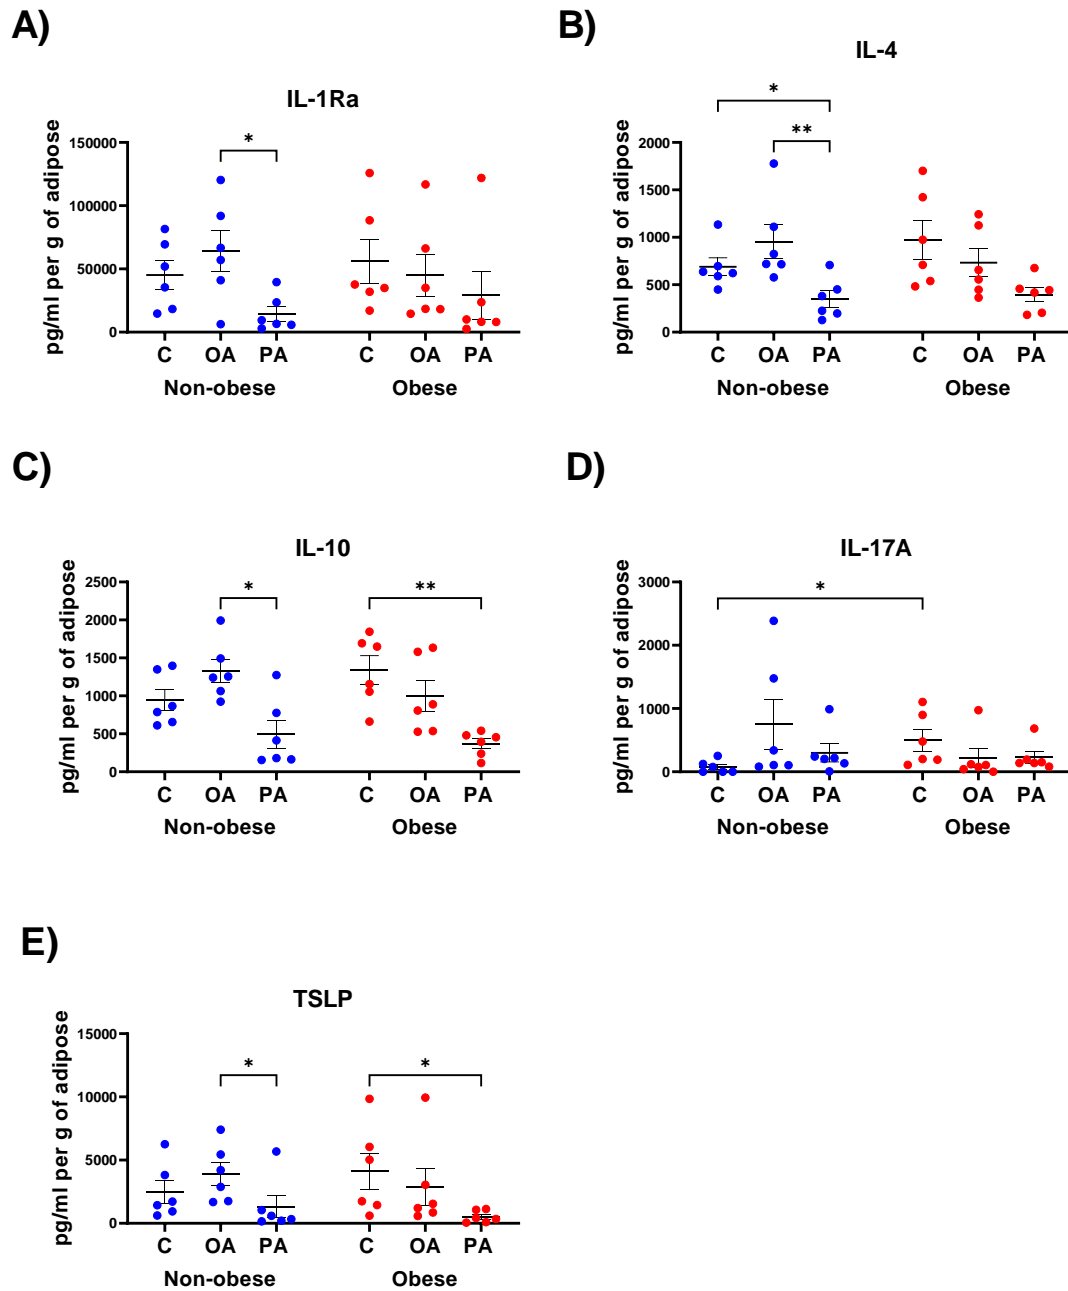 A)
IL-1Ra
pg/ml per g of adipose
150000
100000
50000
0
*
C OA PA C OA PA
Non-obese Obese
B)
IL-4
pg/ml per g of adipose
2000
1500
1000
500
0
*
**
C OA PA C OA PA
Non-obese Obese
C)
IL-10
pg/ml per g of adipose
2500
2000
1500
1000
500
0
* **
C OA PA C OA PA
Non-obese Obese
D)
IL-17A
pg/ml per g of adipose
3000
2000
1000
0
*
C OA PA C OA PA
Non-obese Obese
E)
TSLP
pg/ml per g of adipose
15000
10000
5000
0
* *
C OA PA C OA PA
Non-obese Obese